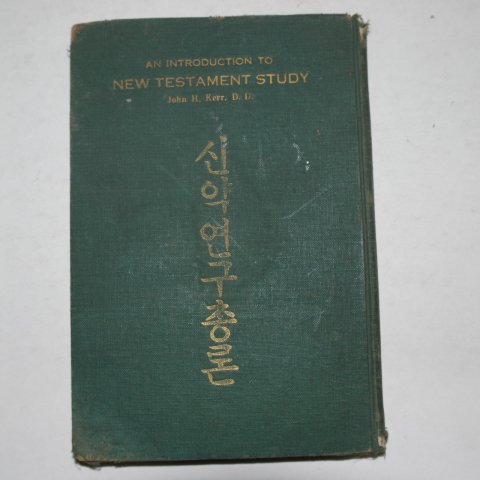 AN INTRODUCTION TO
NEW TESTAMENT STUDY
John H. Kerr, D. D.
신약연구총론